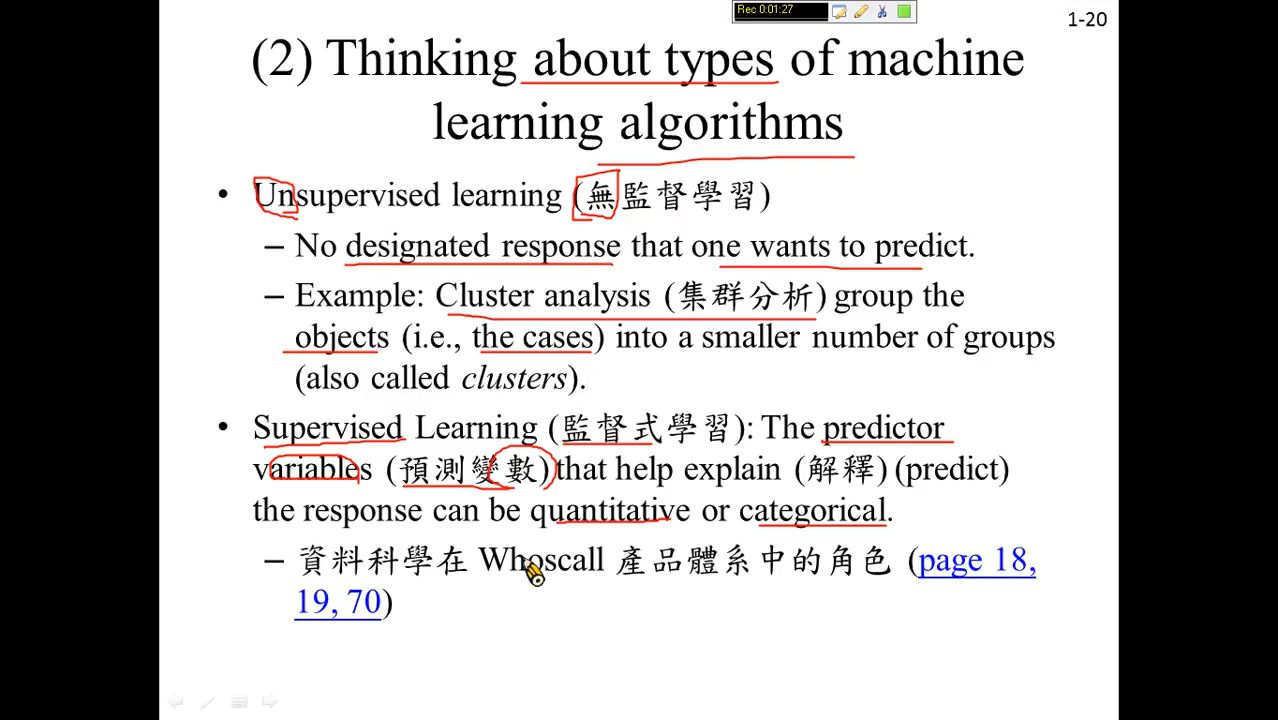 Rec 0:01:27
1-20
(2) Thinking about types of machine
learning algorithms
• Unsupervised learning (無監督學習)
– No designated response that one wants to predict.
– Example: Cluster analysis (集群分析) group the
objects (i.e., the cases) into a smaller number of groups
(also called clusters).
• Supervised Learning (監督式學習): The predictor
variables (預測變數) that help explain (解釋) (predict)
the response can be quantitative or categorical.
– 資料科學在 Whoscall 產品體系中的角色 (page 18,
19, 70)